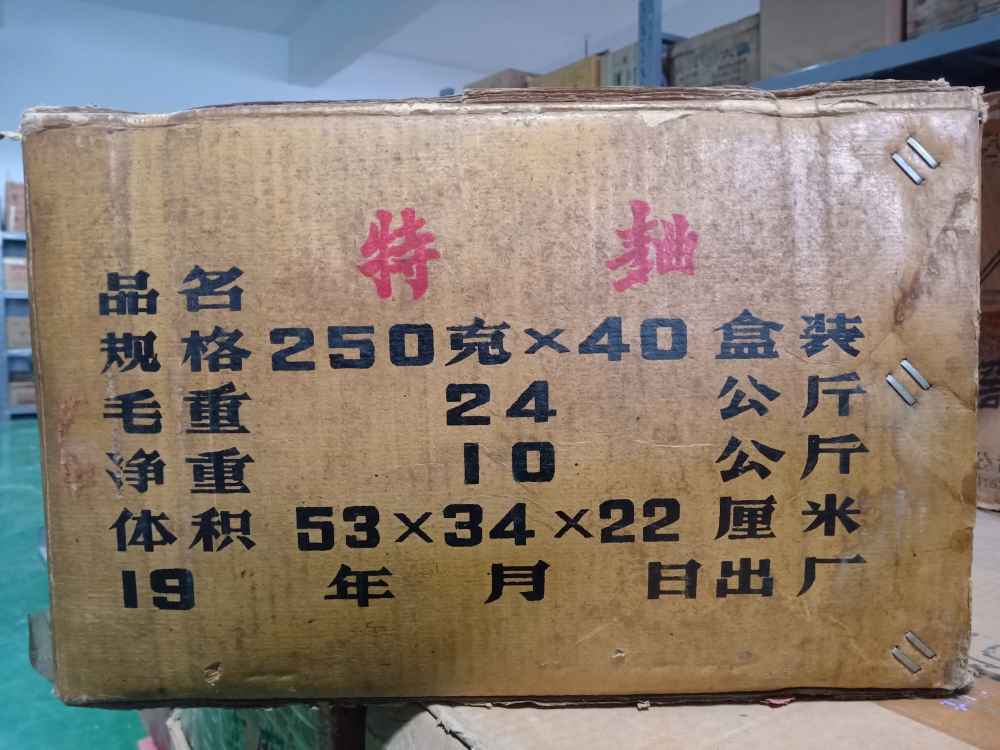 品名 特 麯
规格 250克×40 盒装
毛重 24 公斤
净重 10 公斤
体积 53×34×22 厘米
19 年 月 日出厂